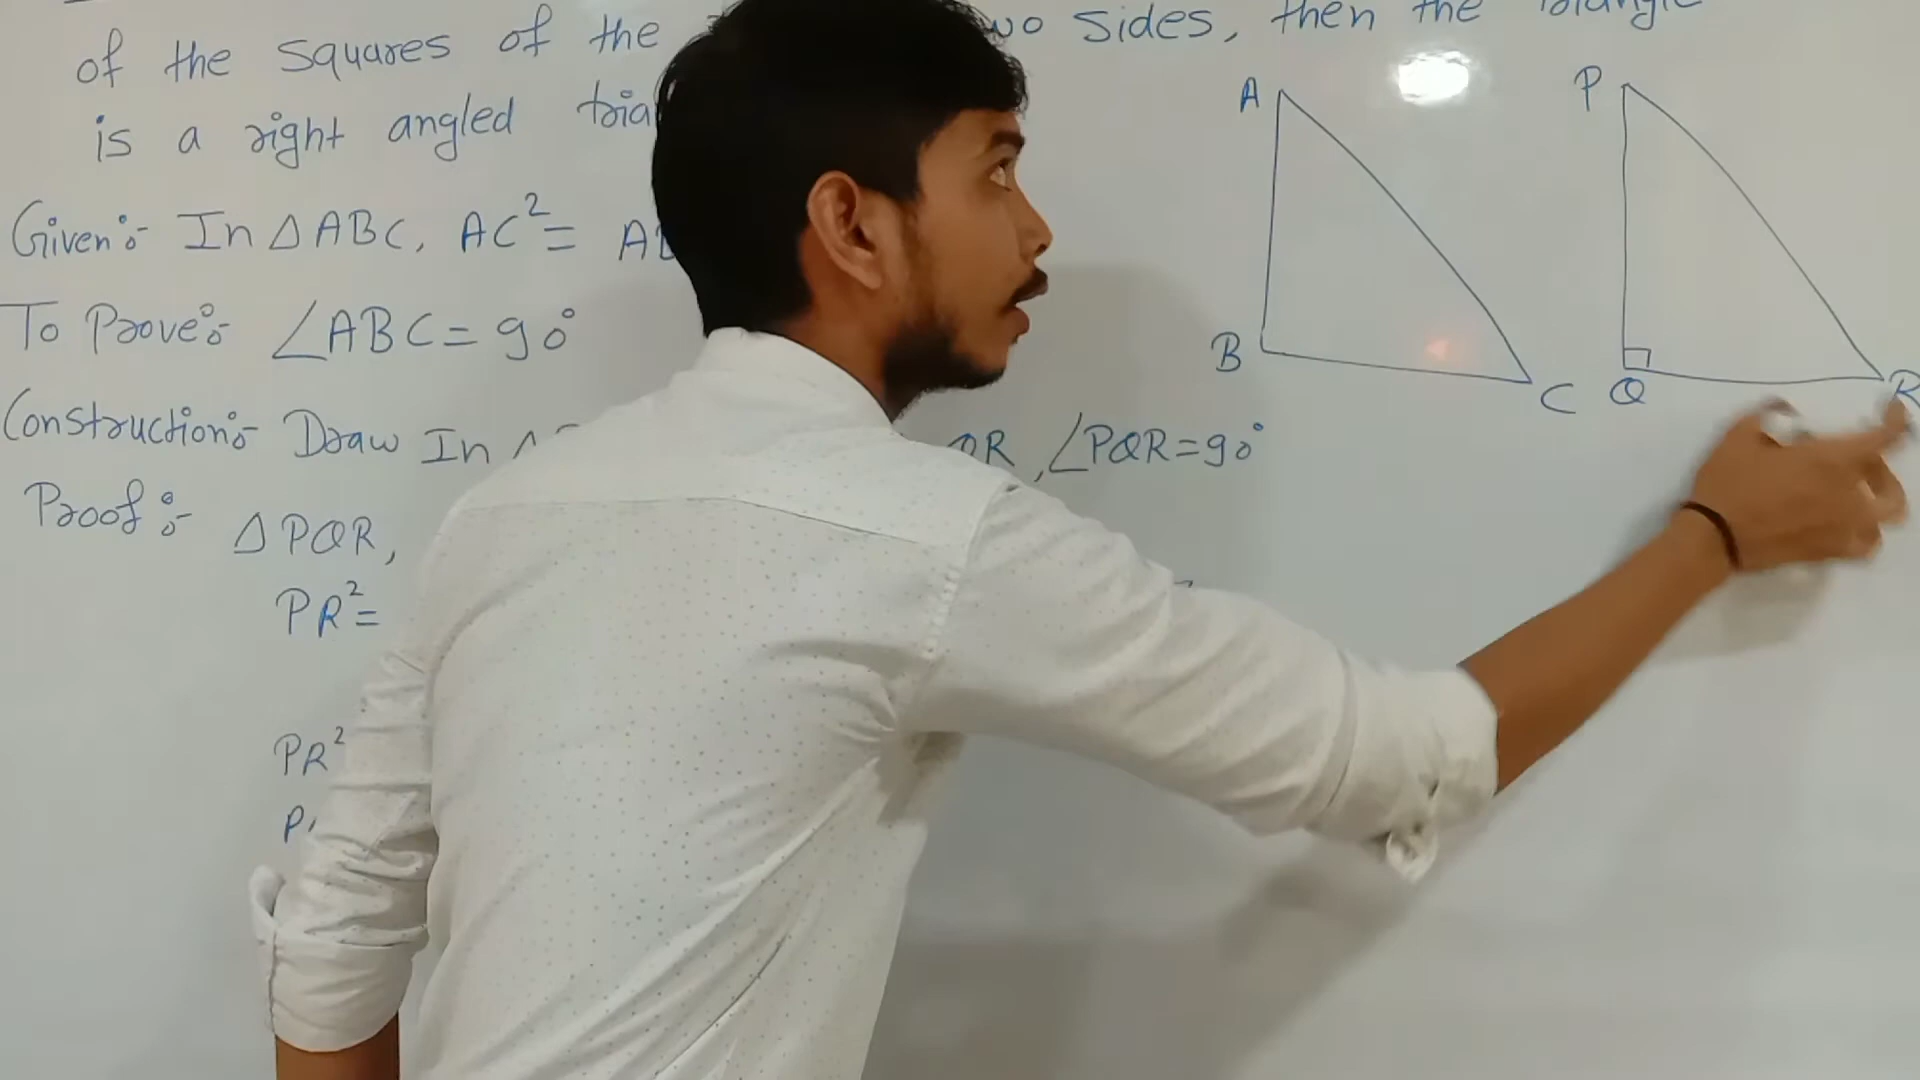 of the squares of the wo sides, then the triangle
is a right angled tria
Given:- In △ABC, AC²= A
To Prove:- ∠ABC=90°
Construction:- Draw In △ QR, ∠PQR=90°
Proof:- △PQR,
PR²=
PR²
P
A
B
C
P
Q
R